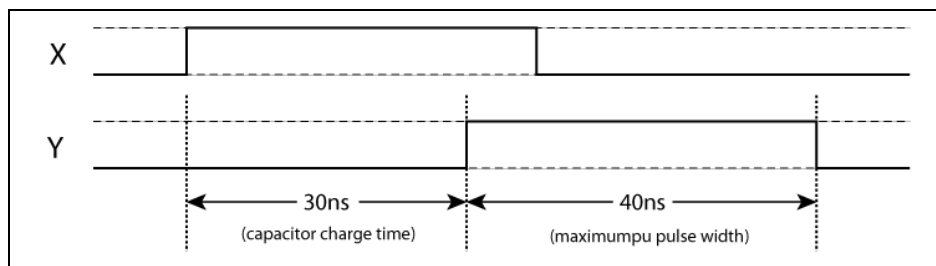 X
Y
30ns 40ns
(capacitor charge time) (maximumpu pulse width)